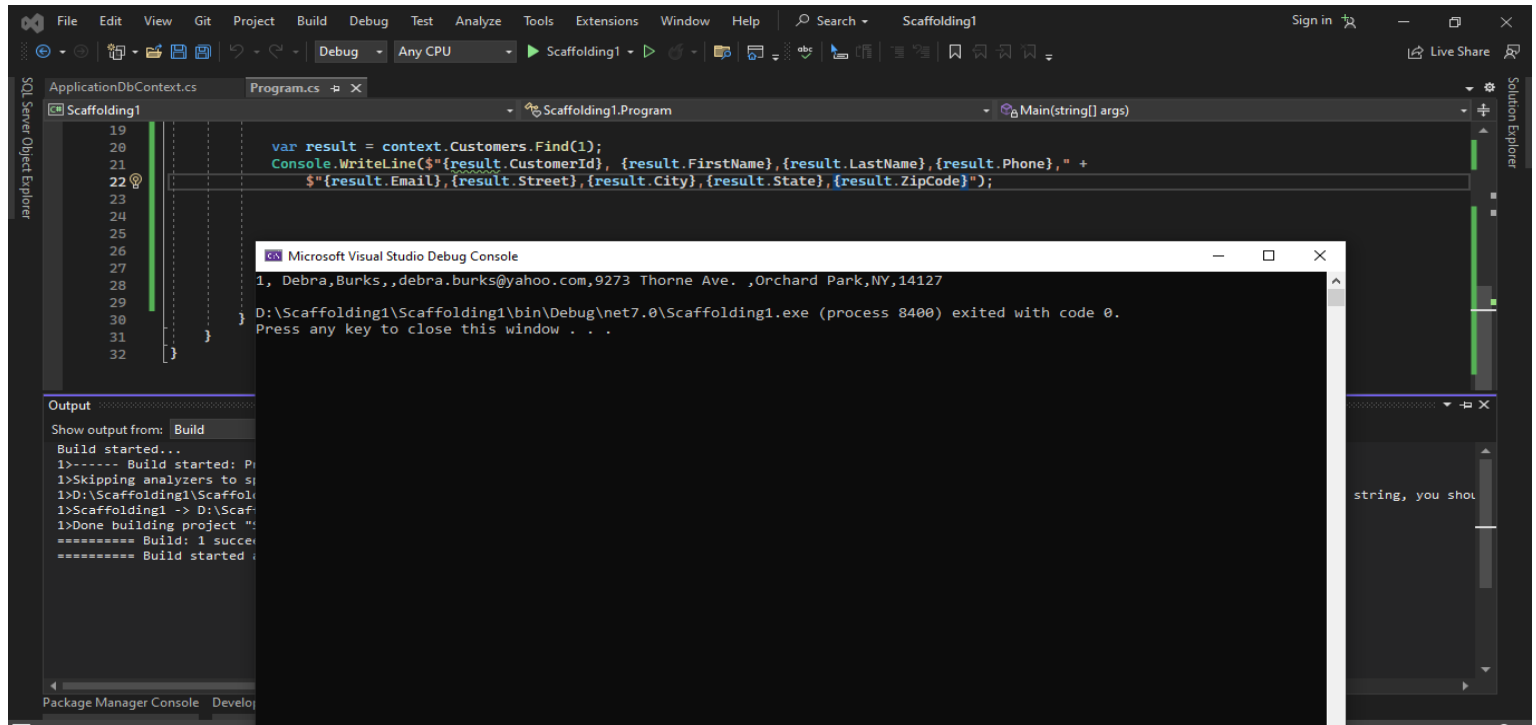 File Edit View Git Project Build Debug Test Analyze Tools Extensions Window Help Search Scaffolding1 Sign in
Debug Any CPU Scaffolding1 Live Share
SQL Server Object Explorer
ApplicationDbContext.cs Program.cs
Scaffolding1 Scaffolding1.Program Main(string[] args)
Solution Explorer
19
20 var result = context.Customers.Find(1);
21 Console.WriteLine($"{result.CustomerId}, {result.FirstName},{result.LastName},{result.Phone}," +
22 $"{result.Email},{result.Street},{result.City},{result.State},{result.ZipCode}");
23
24
25
26
27
28
29
30 }
31 }
32 }
Microsoft Visual Studio Debug Console
1, Debra,Burks,,debra.burks@yahoo.com,9273 Thorne Ave. ,Orchard Park,NY,14127
D:\Scaffolding1\Scaffolding1\bin\Debug\net7.0\Scaffolding1.exe (process 8400) exited with code 0.
Press any key to close this window . . .
Output
Show output from: Build
Build started...
1>------ Build started:
1>Skipping analyzers to
1>D:\Scaffolding1\Scaffol string, you
1>Scaffolding1 -> D:\Scaf
1>Done building project "
========== Build: 1
========== Build started
Package Manager Console